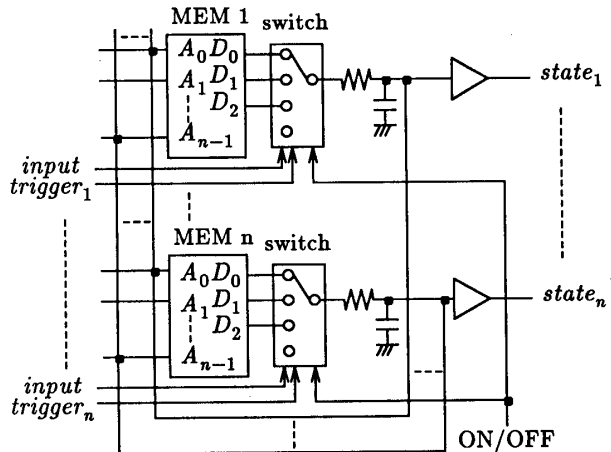 MEM 1 switch
A₀ D₀
A₁ D₁
D₂
Aₙ₋₁
state₁
input
trigger₁
MEM n switch
A₀ D₀
A₁ D₁
D₂
Aₙ₋₁
stateₙ
input
triggerₙ
ON/OFF